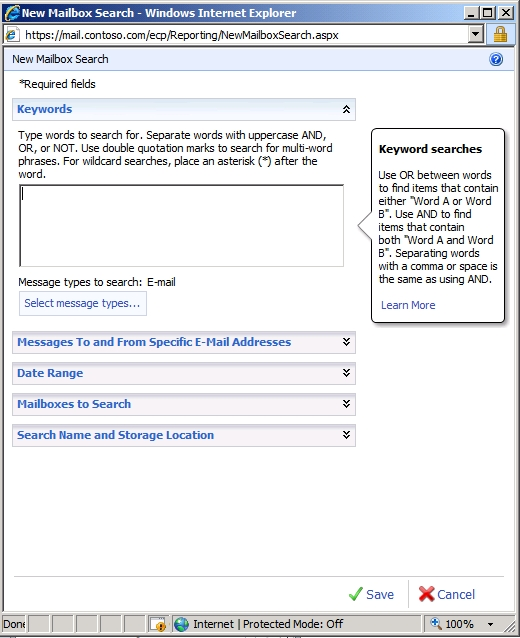 New Mailbox Search - Windows Internet Explorer
https://mail.contoso.com/ecp/Reporting/NewMailboxSearch.aspx
New Mailbox Search
*Required fields
Keywords
Type words to search for. Separate words with uppercase AND,
OR, or NOT. Use double quotation marks to search for multi-word
phrases. For wildcard searches, place an asterisk (*) after the
word.
Message types to search: E-mail
Select message types...
Keyword searches
Use OR between words
to find items that contain
either "Word A or Word
B". Use AND to find
items that contain
both "Word A and Word
B". Separating words
with a comma or space is
the same as using AND.
Learn More
Messages To and From Specific E-Mail Addresses
Date Range
Mailboxes to Search
Search Name and Storage Location
Save
Cancel
Done
Internet | Protected Mode: Off
100%